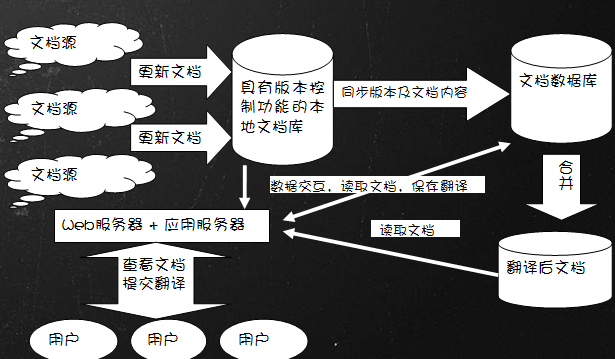 文档源
更新文档
文档源
更新文档
文档源
具有版本控
制功能的本
地文档库
同步版本及文档内容
文档数据库
合
并
数据交互，读取文档，保存翻译
Web服务器 + 应用服务器
读取文档
翻译后文档
查看文档
提交翻译
用户
用户
用户